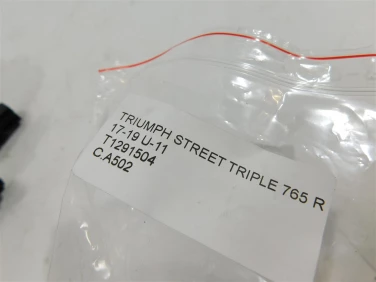 TRIUMPH STREET TRIPLE 765 R
17-19 U-11
T1291504
C.A502